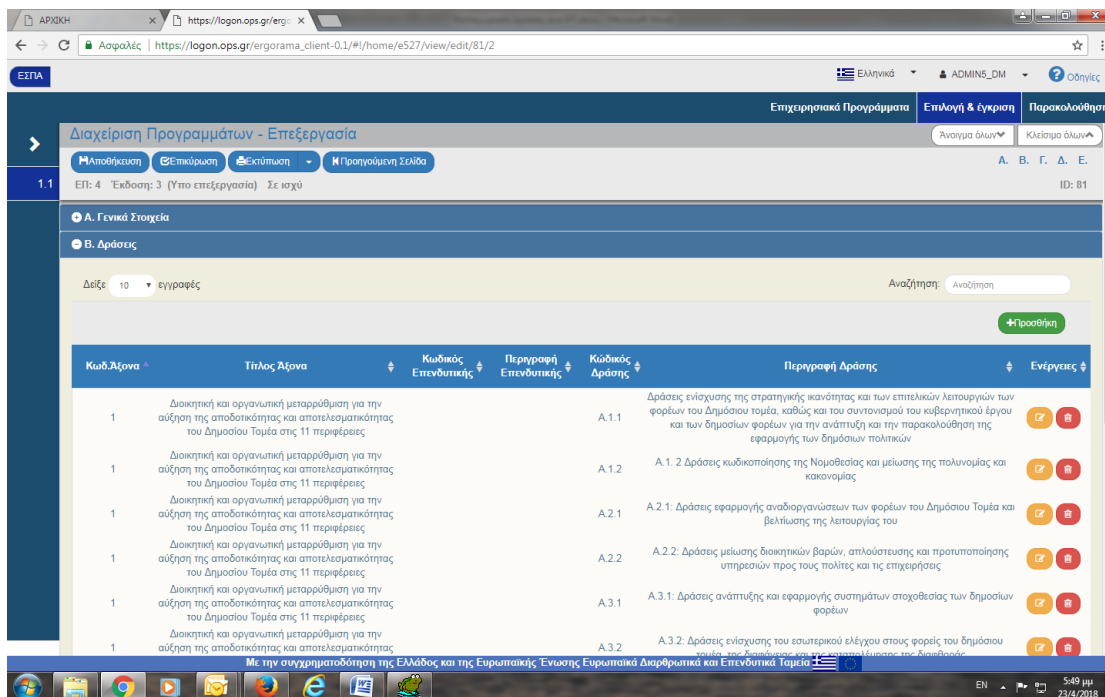 ΑΡΧΙΚΗ
https://logon.ops.gr/ergo
Ασφαλές | https://logon.ops.gr/ergorama_client-0.1/#!/home/e527/view/edit/81/2
ΕΣΠΑ Ελληνικά ADMIN5_DM Οδηγίες
Επιχειρησιακά Προγράμματα Επιλογή & έγκριση Παρακολούθησ
Διαχείριση Προγραμμάτων - Επεξεργασία Άνοιγμα όλων Κλείσιμο όλων
Αποθήκευση Επικύρωση Εκτύπωση Προηγούμενη Σελίδα Α. Β. Γ. Δ. Ε.
1.1 ΕΠ: 4 Έκδοση: 3 (Υπο επεξεργασία) Σε ισχύ ID: 81
Α. Γενικά Στοιχεία
Β. Δράσεις
Δείξε 10 εγγραφές Αναζήτηση: Αναζήτηση
+Προσθήκη
Κωδ.Άξονα Τίτλος Άξονα Κωδικός Επενδυτικής Περιγραφή Επενδυτικής Κώδικός Δράσης Περιγραφή Δράσης Ενέργειες
1 Διοικητική και οργανωτική μεταρρύθμιση για την
αύξηση της αποδοτικότητας και αποτελεσματικότητας
του Δημοσίου Τομέα στις 11 περιφέρειες
Α.1.1 Δράσεις ενίσχυσης της στρατηγικής ικανότητας και των επιτελικών λειτουργιών των
φορέων του Δημόσιου τομέα, καθώς και του συντονισμού του κυβερνητικού έργου
και των δημοσίων φορέων για την ανάπτυξη και την παρακολούθηση της
εφαρμογής των δημόσιων πολιτικών
1 Διοικητική και οργανωτική μεταρρύθμιση για την
αύξηση της αποδοτικότητας και αποτελεσματικότητας
του Δημοσίου Τομέα στις 11 περιφέρειες
Α.1.2 Α.1. 2 Δράσεις κωδικοποίησης της Νομοθεσίας και μείωσης της πολυνομίας και
κακονομίας
1 Διοικητική και οργανωτική μεταρρύθμιση για την
αύξηση της αποδοτικότητας και αποτελεσματικότητας
του Δημοσίου Τομέα στις 11 περιφέρειες
Α.2.1 Α.2.1: Δράσεις εφαρμογής αναδιοργανώσεων των φορέων του Δημόσιου Τομέα και
βελτίωσης της λειτουργίας του
1 Διοικητική και οργανωτική μεταρρύθμιση για την
αύξηση της αποδοτικότητας και αποτελεσματικότητας
του Δημοσίου Τομέα στις 11 περιφέρειες
Α.2.2 Α.2.2: Δράσεις μείωσης διοικητικών βαρών, απλούστευσης και προτυποποίησης
υπηρεσιών προς τους πολίτες και τις επιχειρήσεις
1 Διοικητική και οργανωτική μεταρρύθμιση για την
αύξηση της αποδοτικότητας και αποτελεσματικότητας
του Δημοσίου Τομέα στις 11 περιφέρειες
Α.3.1 Α.3.1: Δράσεις ανάπτυξης και εφαρμογής συστημάτων στοχοθεσίας των δημοσίων
φορέων
1 Διοικητική και οργανωτική μεταρρύθμιση για την
αύξηση της αποδοτικότητας και αποτελεσματικότητας
Α.3.2 Α.3.2: Δράσεις ενίσχυσης του εσωτερικού ελέγχου στους φορείς του δημόσιου
τομέα, της διαφάνειας και της καταπολέμησης της διαφθοράς
Με την συγχρηματοδότηση της Ελλάδος και της Ευρωπαϊκής Ένωσης Ευρωπαϊκά Διαρθρωτικά και Επενδυτικά Ταμεία
EN 5:49 μμ
23/4/2018